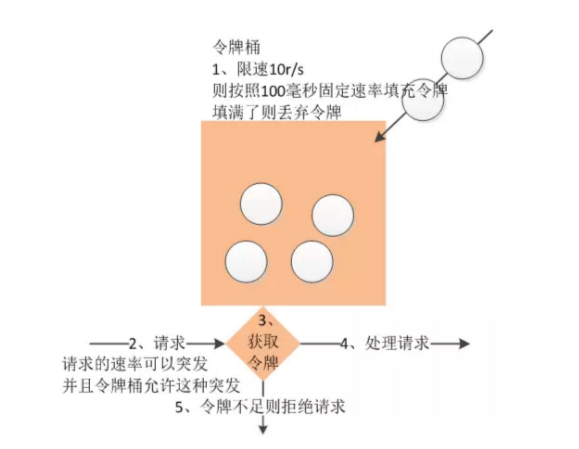 令牌桶
1、限速10r/s
则按照100毫秒固定速率填充令牌
填满了则丢弃令牌
3、
获取
令牌
2、请求
4、处理请求
请求的速率可以突发
并且令牌桶允许这种突发
5、令牌不足则拒绝请求